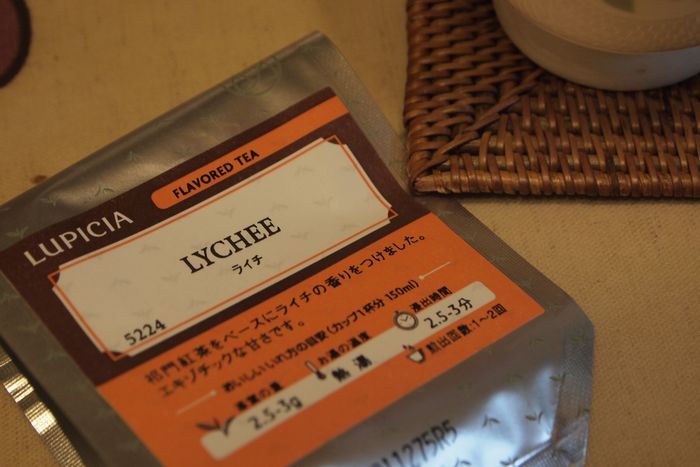 LUPICIA
FLAVORED TEA
LYCHEE
ライチ
5224
祁門紅茶をベースにライチの香りをつけました。
エキゾチックな甘さです。
おいしいいれ方の目安(カップ1杯分 150ml)
茶葉の量
2.5-3g
お湯の温度
熱湯
浸出時間
2.5-3分
煎出回数:1〜2回
11275R5